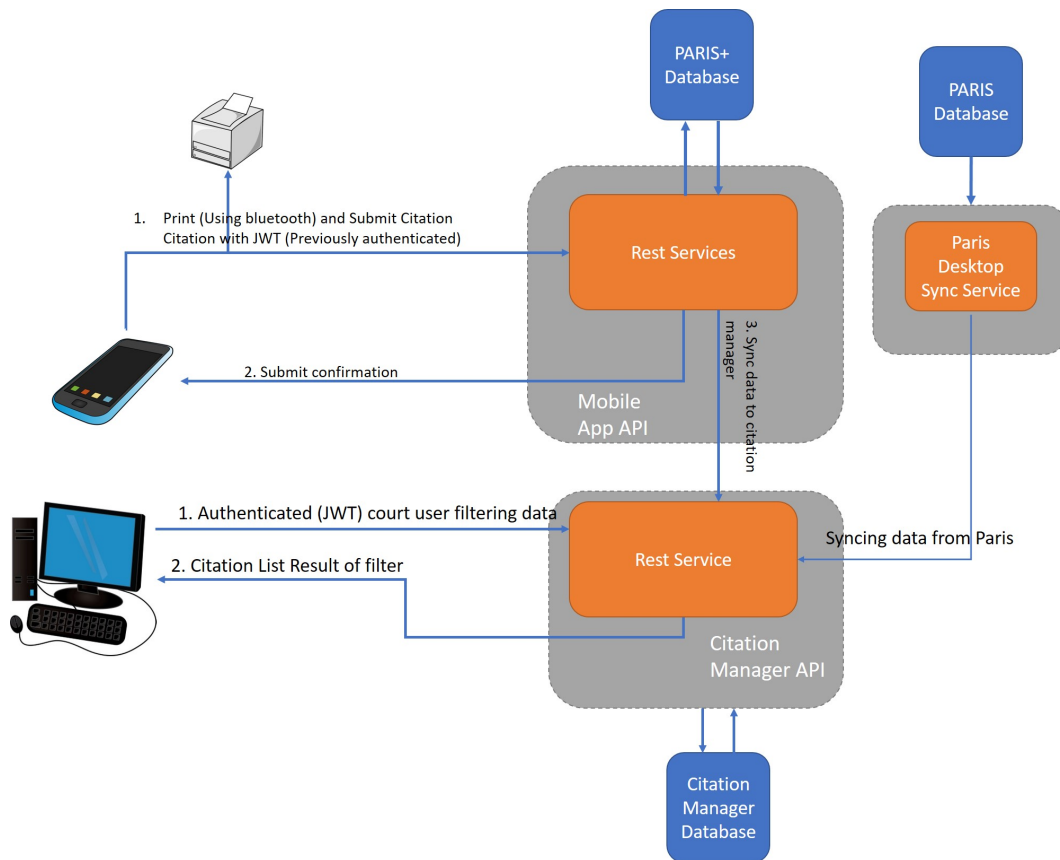 PARIS+
Database
PARIS
Database
1. Print (Using bluetooth) and Submit Citation
Citation with JWT (Previously authenticated)
Rest Services
Paris
Desktop
Sync Service
3. Sync data to citation
manager
2. Submit confirmation
Mobile
App API
1. Authenticated (JWT) court user filtering data
Rest Service
Syncing data from Paris
2. Citation List Result of filter
Citation
Manager API
Citation
Manager
Database